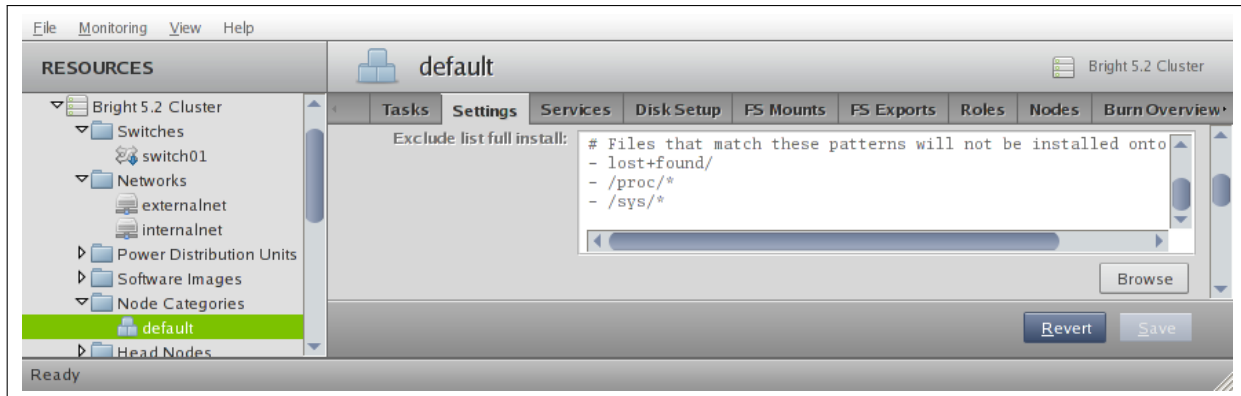 File Monitoring View Help
RESOURCES
default
Bright 5.2 Cluster
Bright 5.2 Cluster
Switches
switch01
Networks
externalnet
internalnet
Power Distribution Units
Software Images
Node Categories
default
Head Nodes
Tasks Settings Services Disk Setup FS Mounts FS Exports Roles Nodes Burn Overview
Exclude list full install:
# Files that match these patterns will not be installed onto
- lost+found/
- /proc/*
- /sys/*
Browse
Revert Save
Ready